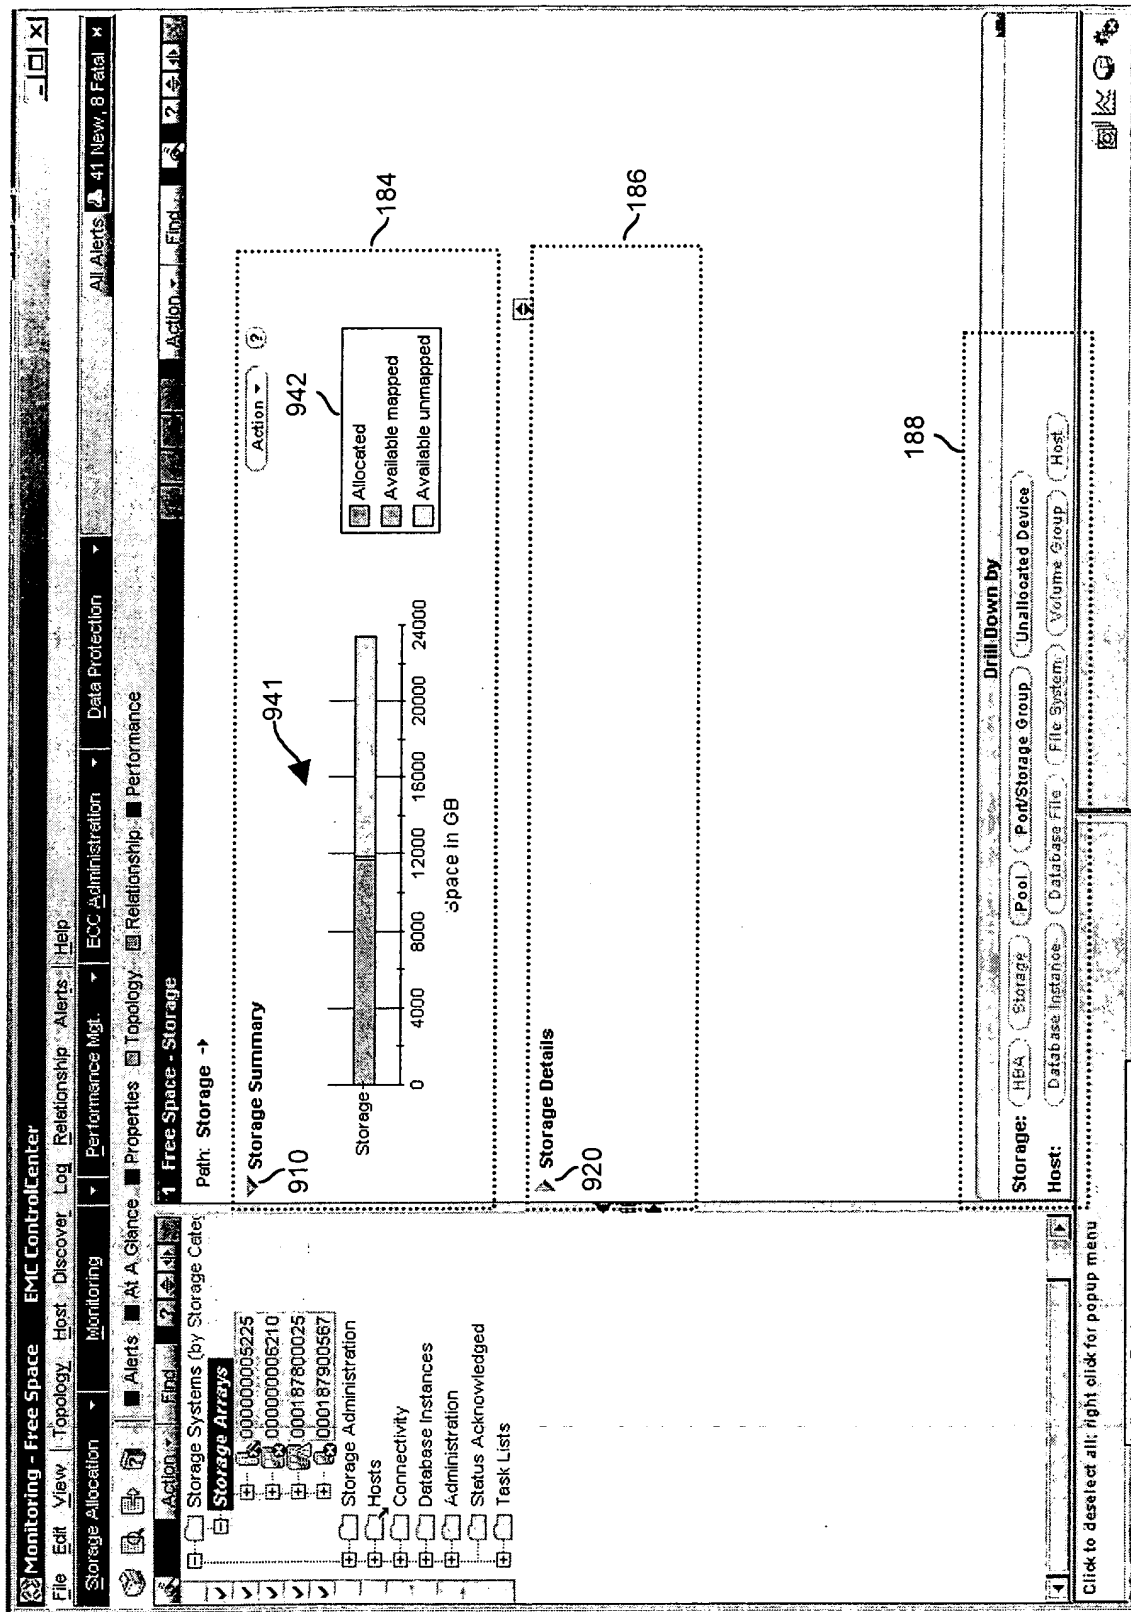 Monitoring - Free Space EMC ControlCenter
File Edit View Topology Host Discover Log Relationship Alerts Help
Storage Allocation Monitoring Performance Mgt. ECC Administration Data Protection All Alerts 41 New, 8 Fatal ×
Alerts At A Glance Properties Topology Relationship Performance
Action Find ?
1 Free Space - Storage Action Find ?
Storage Systems (by Storage Categ
Storage Arrays
000000005225
000000006210
000187800025
000187900567
Storage Administration
Hosts
Connectivity
Database Instances
Administration
Status Acknowledged
Task Lists
Path: Storage →
Storage Summary
Action ?
910
941
942
184
Storage
0 4000 8000 12000 16000 20000 24000
Space in GB
Allocated
Available mapped
Available unmapped
Storage Details
920
186
188
Drill Down by
Storage: HBA Storage Pool Port/Storage Group Unallocated Device
Host: Database Instance Database File File System Volume Group Host
Click to deselect all; right click for popup menu